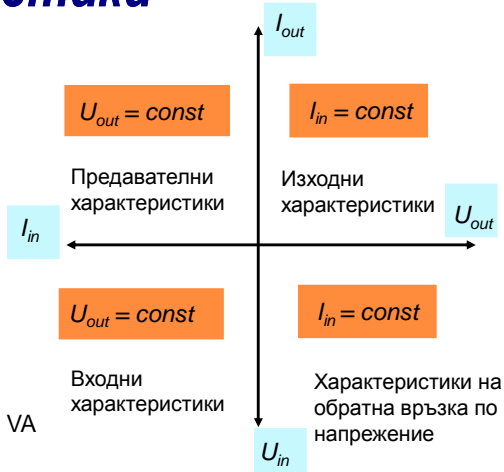 I_out
U_out = const
I_in = const
Предавателни
характеристики
Изходни
характеристики
I_in
U_out
U_out = const
I_in = const
Входни
характеристики
Характеристики на
обратна връзка по
напрежение
VA
U_in